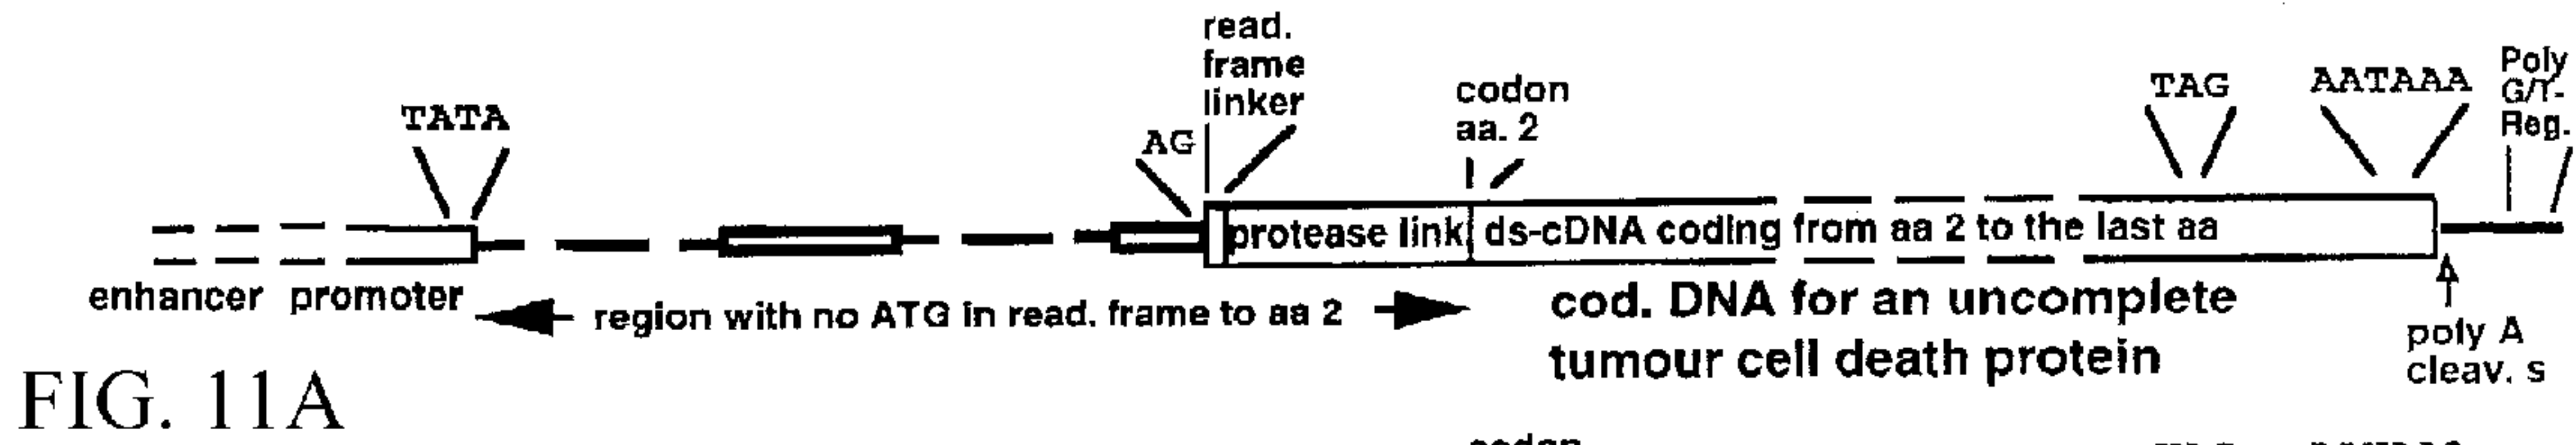 read.
frame
linker
TATA
AG
codon
aa. 2
TAG
AATAAA
Poly
G/T-
Reg.
protease link
ds-cDNA coding from aa 2 to the last aa
enhancer promoter
region with no ATG in read. frame to aa 2
cod. DNA for an uncomplete
tumour cell death protein
poly A
cleav. s
FIG. 11A